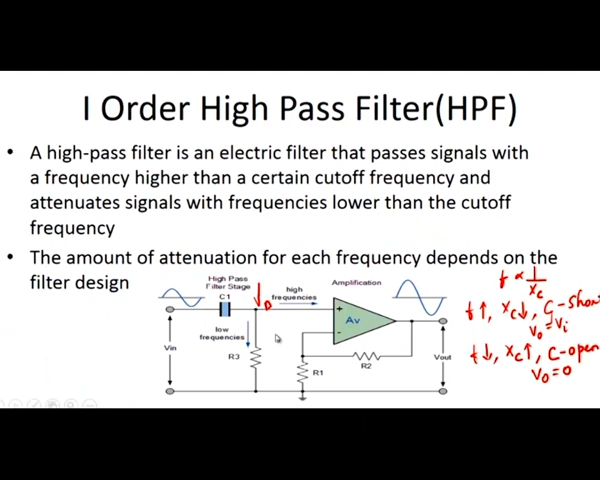 I Order High Pass Filter(HPF)
• A high-pass filter is an electric filter that passes signals with
a frequency higher than a certain cutoff frequency and
attenuates signals with frequencies lower than the cutoff
frequency
• The amount of attenuation for each frequency depends on the
filter design
High Pass
Filter Stage
C1
high
frequencies
Amplification
low
frequencies
Vin
R3
R1
R2
+
Av
-
Vout
f ∝ 1/Xc
f↑, Xc↓, C-short
Vo=Vi
f↓, Xc↑, C-open
Vo=0